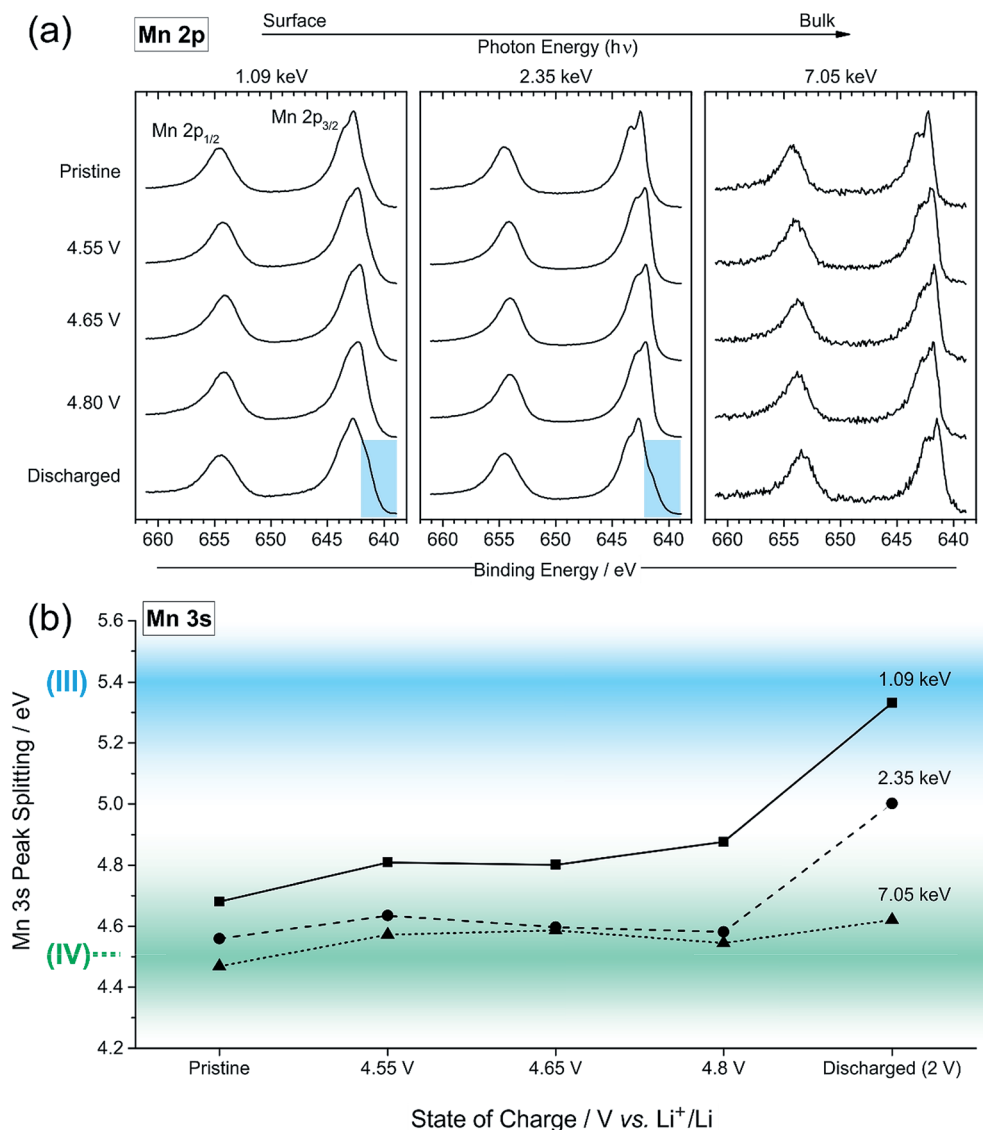 (a)
Mn 2p
Surface
Bulk
Photon Energy (hν)
1.09 keV
2.35 keV
7.05 keV
Mn 2p1/2
Mn 2p3/2
Pristine
4.55 V
4.65 V
4.80 V
Discharged
660 655 650 645 640
660 655 650 645 640
660 655 650 645 640
Binding Energy / eV
(b)
Mn 3s
Mn 3s Peak Splitting / eV
5.6
(III)
5.4
5.2
5.0
4.8
4.6
(IV)
4.4
4.2
1.09 keV
2.35 keV
7.05 keV
Pristine
4.55 V
4.65 V
4.8 V
Discharged (2 V)
State of Charge / V vs. Li⁺/Li